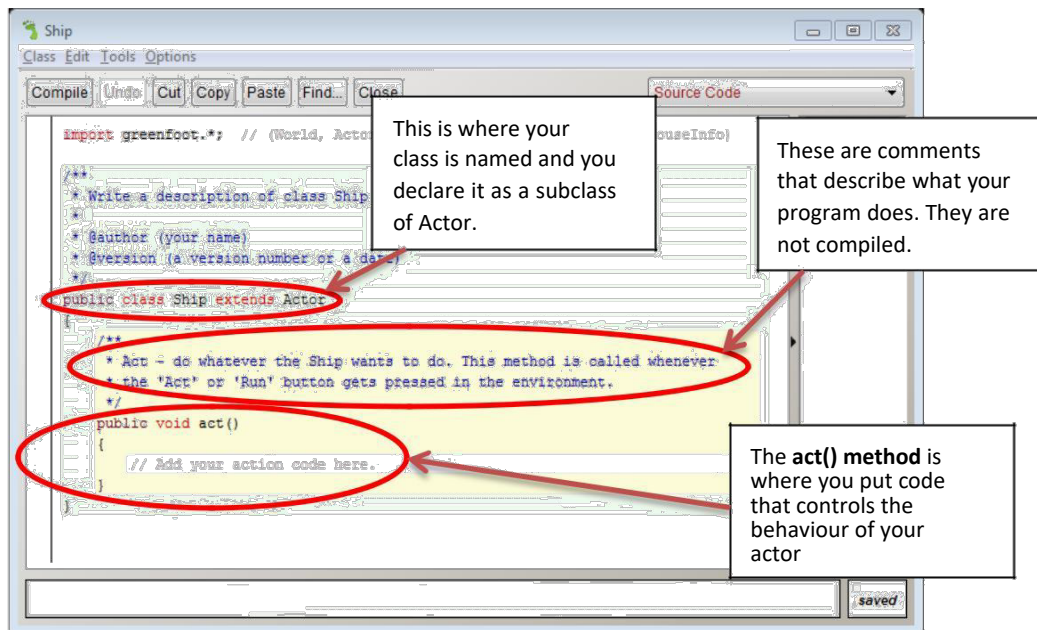 Ship
Class Edit Tools Options
Compile Undo Cut Copy Paste Find... Close Source Code
import greenfoot.*; // (World, Acto ouseInfo)
/**
* Write a description of class Ship
*
* @author (your name)
* @version (a version number or a date)
*/
public class Ship extends Actor
{
/**
* Act - do whatever the Ship wants to do. This method is called whenever
* the 'Act' or 'Run' button gets pressed in the environment.
*/
public void act()
{
// Add your action code here.
}
}
This is where your
class is named and you
declare it as a subclass
of Actor.
These are comments
that describe what your
program does. They are
not compiled.
The act() method is
where you put code
that controls the
behaviour of your
actor
saved